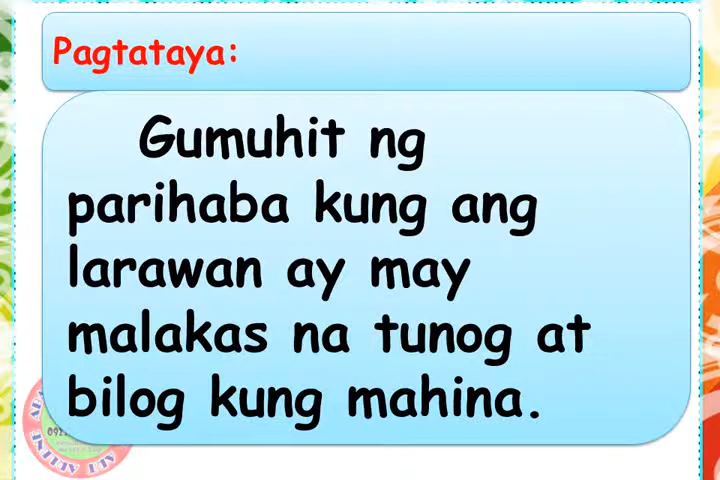 Pagtataya:
Gumuhit ng
parihaba kung ang
larawan ay may
malakas na tunog at
bilog kung mahina.